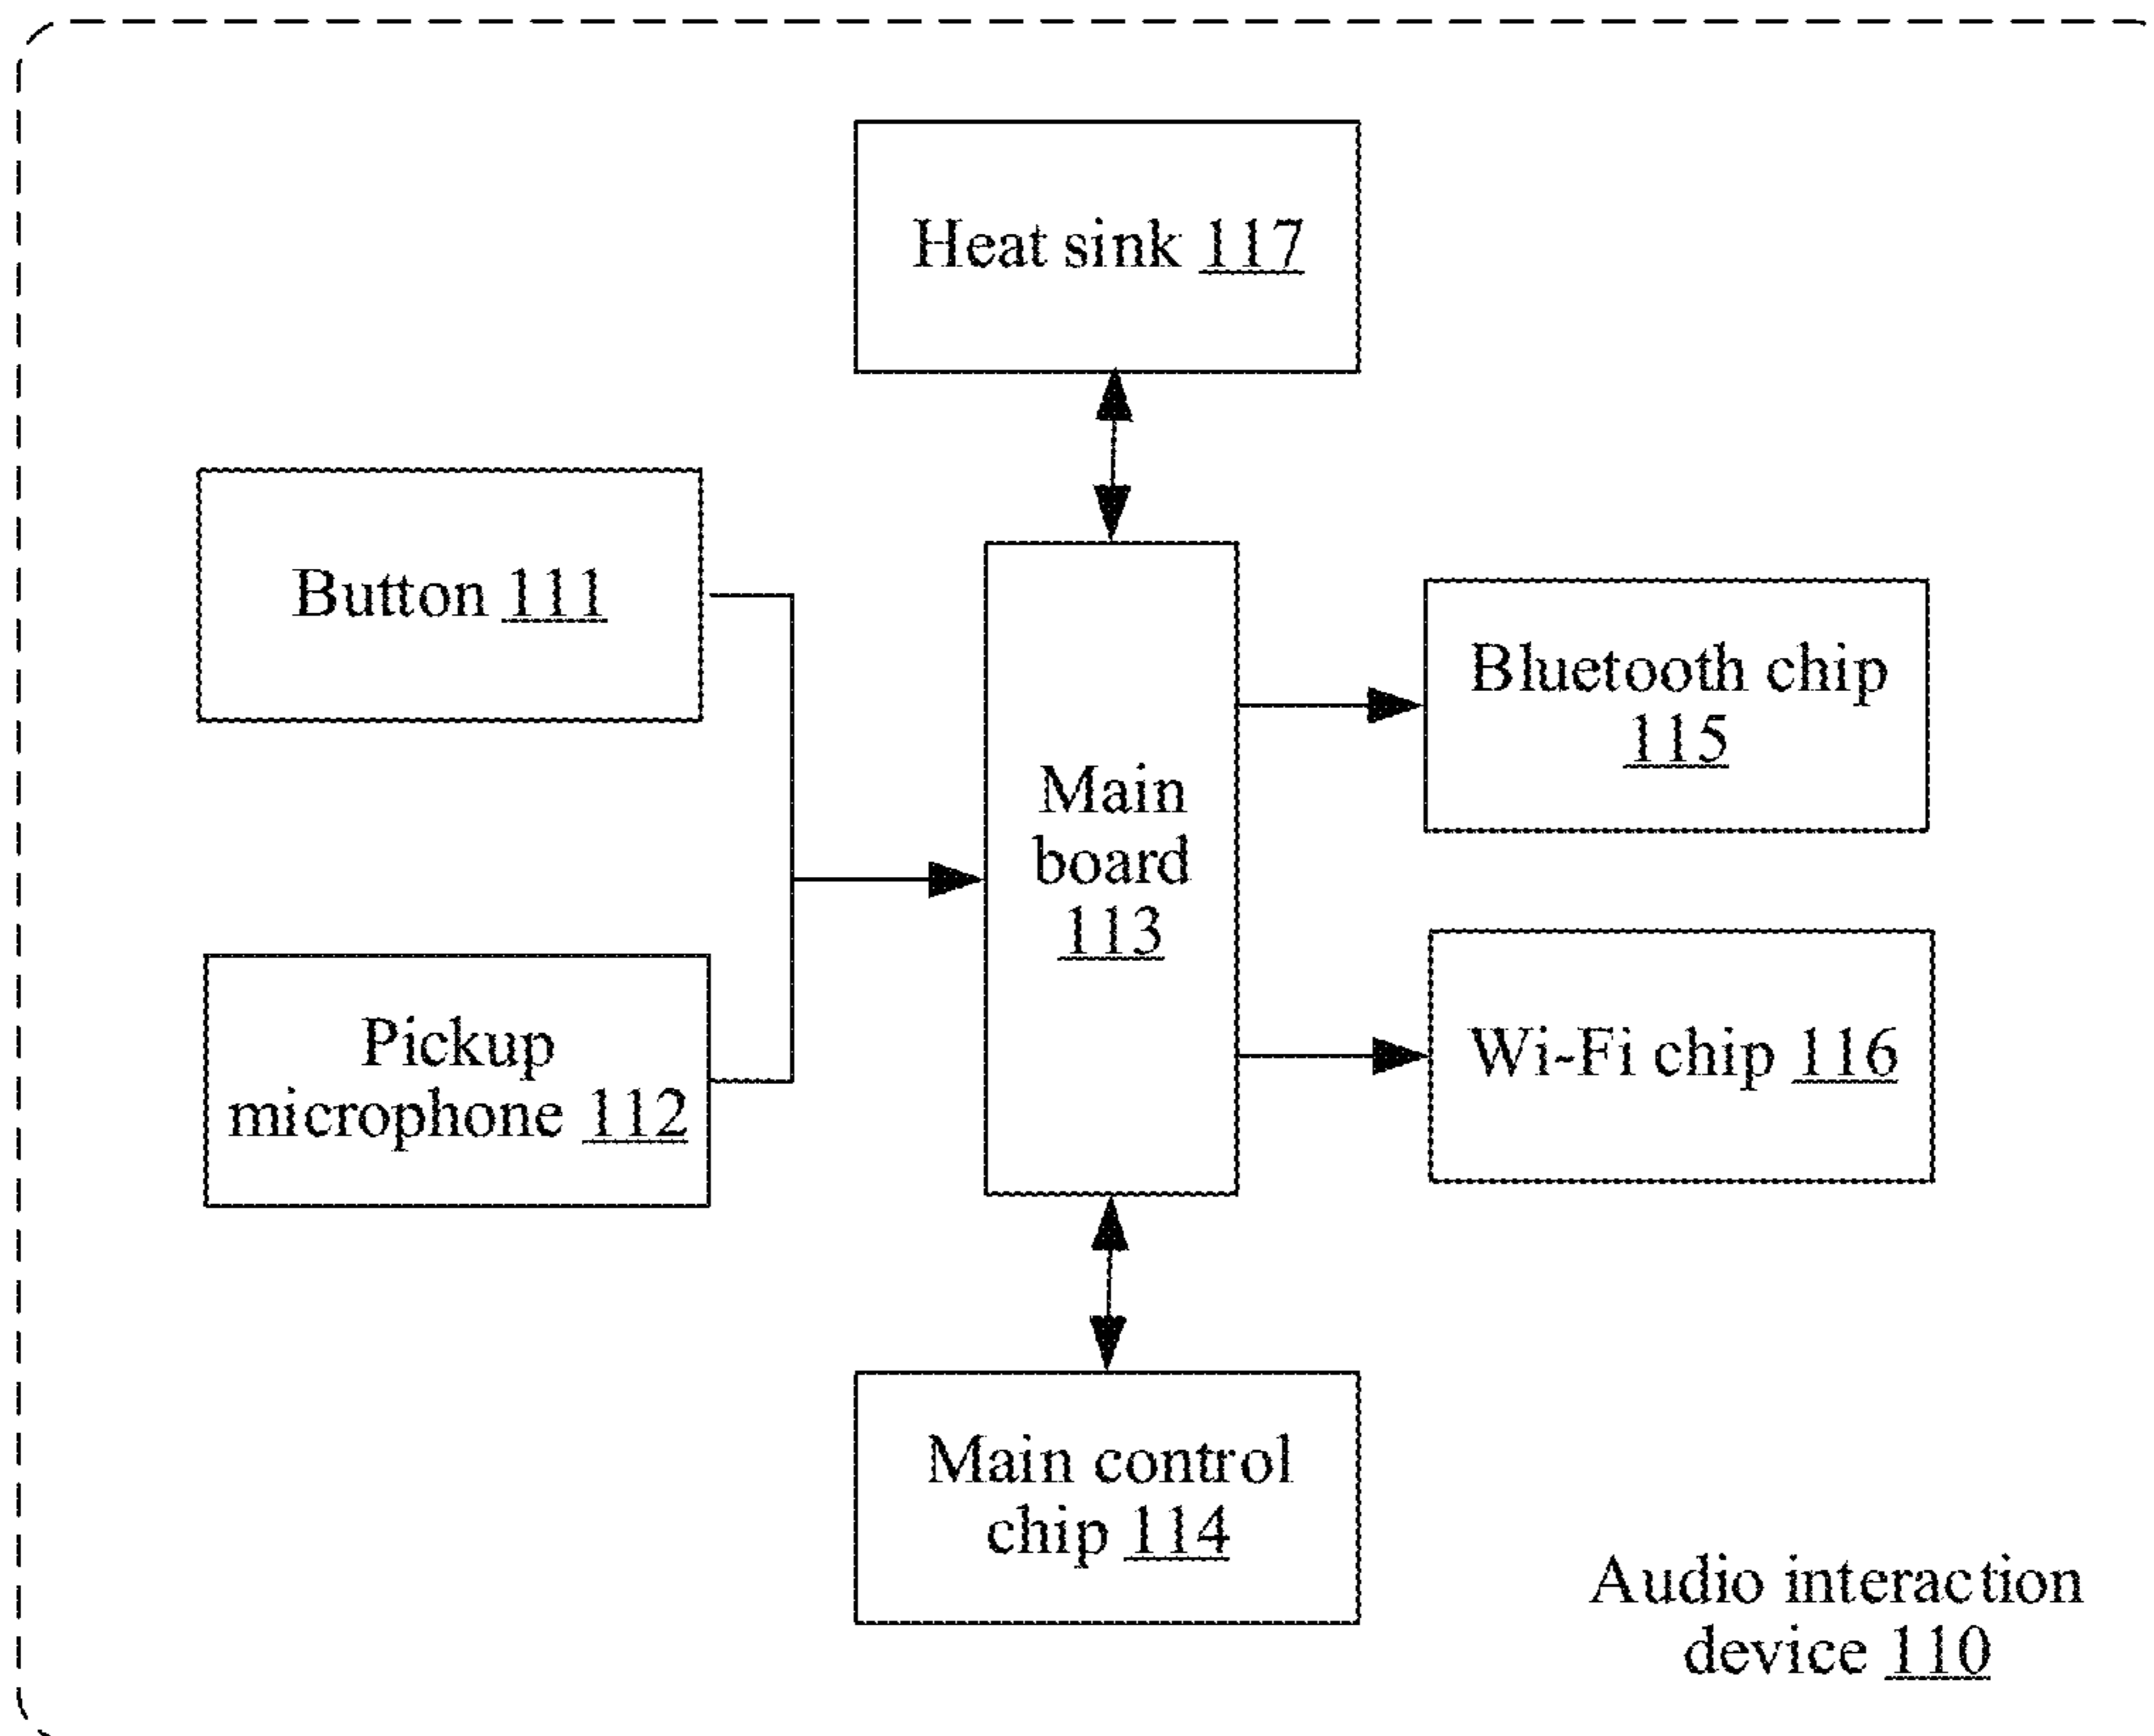 Heat sink 117
Button 111
Bluetooth chip
115
Main
board
113
Pickup
microphone 112
Wi-Fi chip 116
Main control
chip 114
Audio interaction
device 110